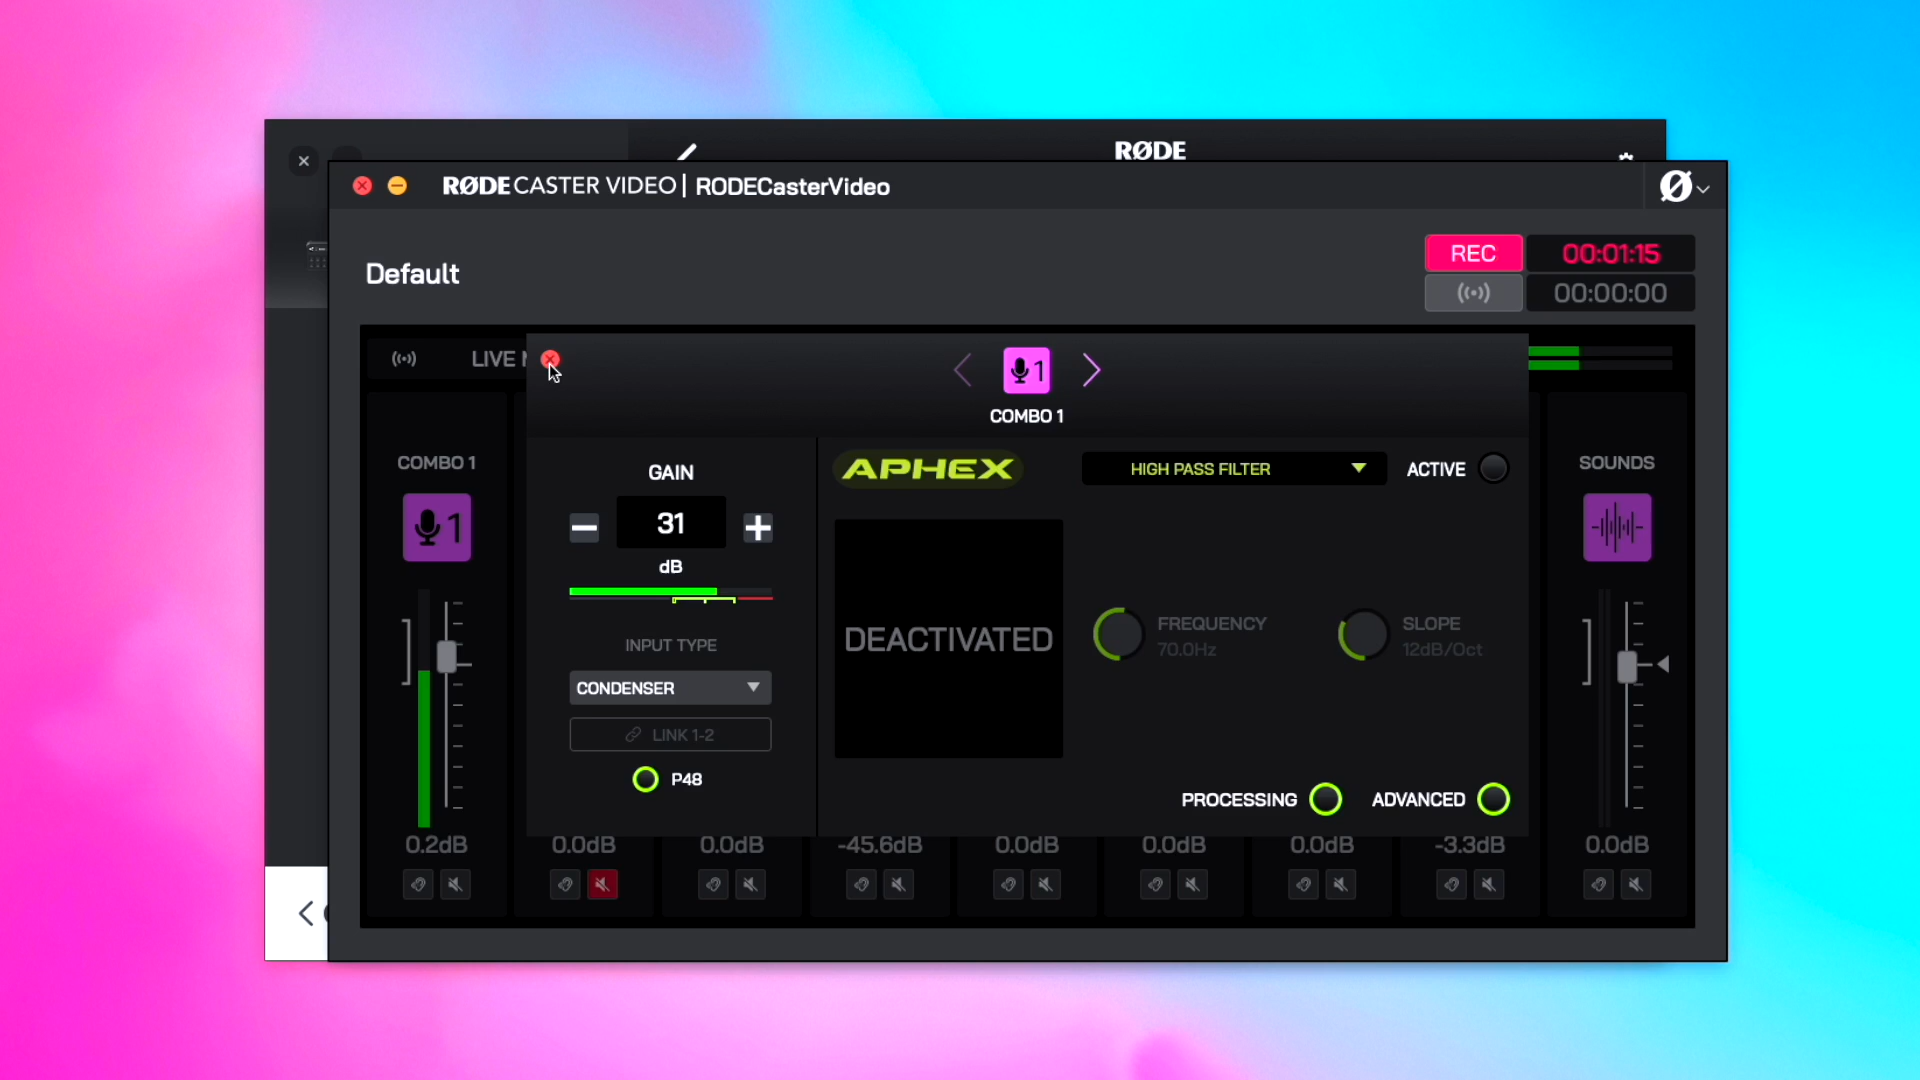 RØDE
RØDECASTER VIDEO | RODECasterVideo
Default
REC 00:01:15
00:00:00
LIVE
1
COMBO 1
COMBO 1
1
GAIN
31
dB
INPUT TYPE
CONDENSER
LINK 1-2
P48
APHEX
HIGH PASS FILTER
ACTIVE
DEACTIVATED
FREQUENCY
70.0Hz
SLOPE
12dB/Oct
PROCESSING
ADVANCED
SOUNDS
0.2dB 0.0dB 0.0dB -45.6dB 0.0dB 0.0dB 0.0dB -3.3dB 0.0dB